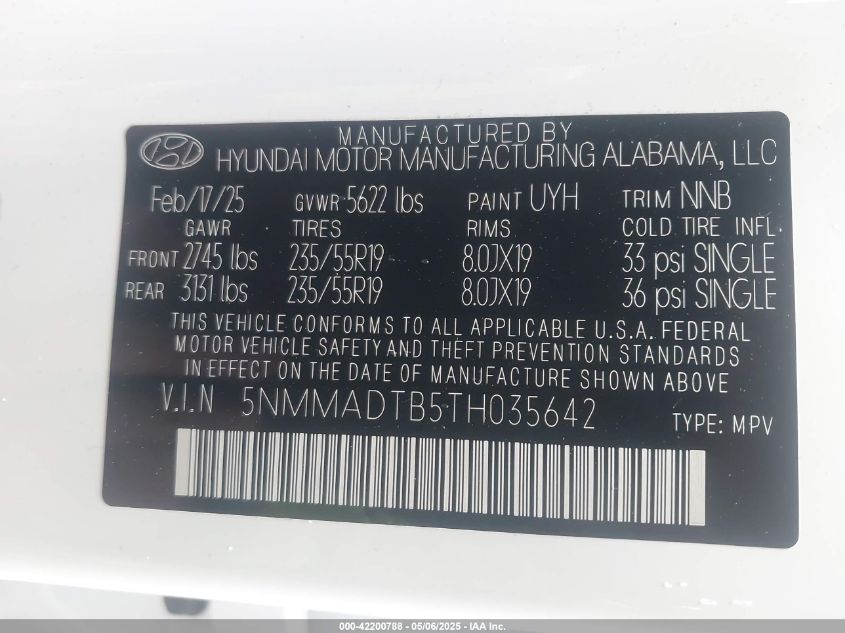 MANUFACTURED BY
HYUNDAI MOTOR MANUFACTURING ALABAMA, LLC
Feb/17/25 GVWR 5622 lbs PAINT UYH TRIM NNB
GAWR TIRES RIMS COLD TIRE INFL.
FRONT 2745 lbs 235/55R19 8.0JX19 33 psi SINGLE
REAR 3131 lbs 235/55R19 8.0JX19 36 psi SINGLE
THIS VEHICLE CONFORMS TO ALL APPLICABLE U.S.A. FEDERAL
MOTOR VEHICLE SAFETY AND THEFT PREVENTION STANDARDS
IN EFFECT ON THE DATE OF MANUFACTURE SHOWN ABOVE
V.I.N 5NMMADTB5TH035642 TYPE: MPV
000-42200788 - 05/06/2025 - IAA Inc.